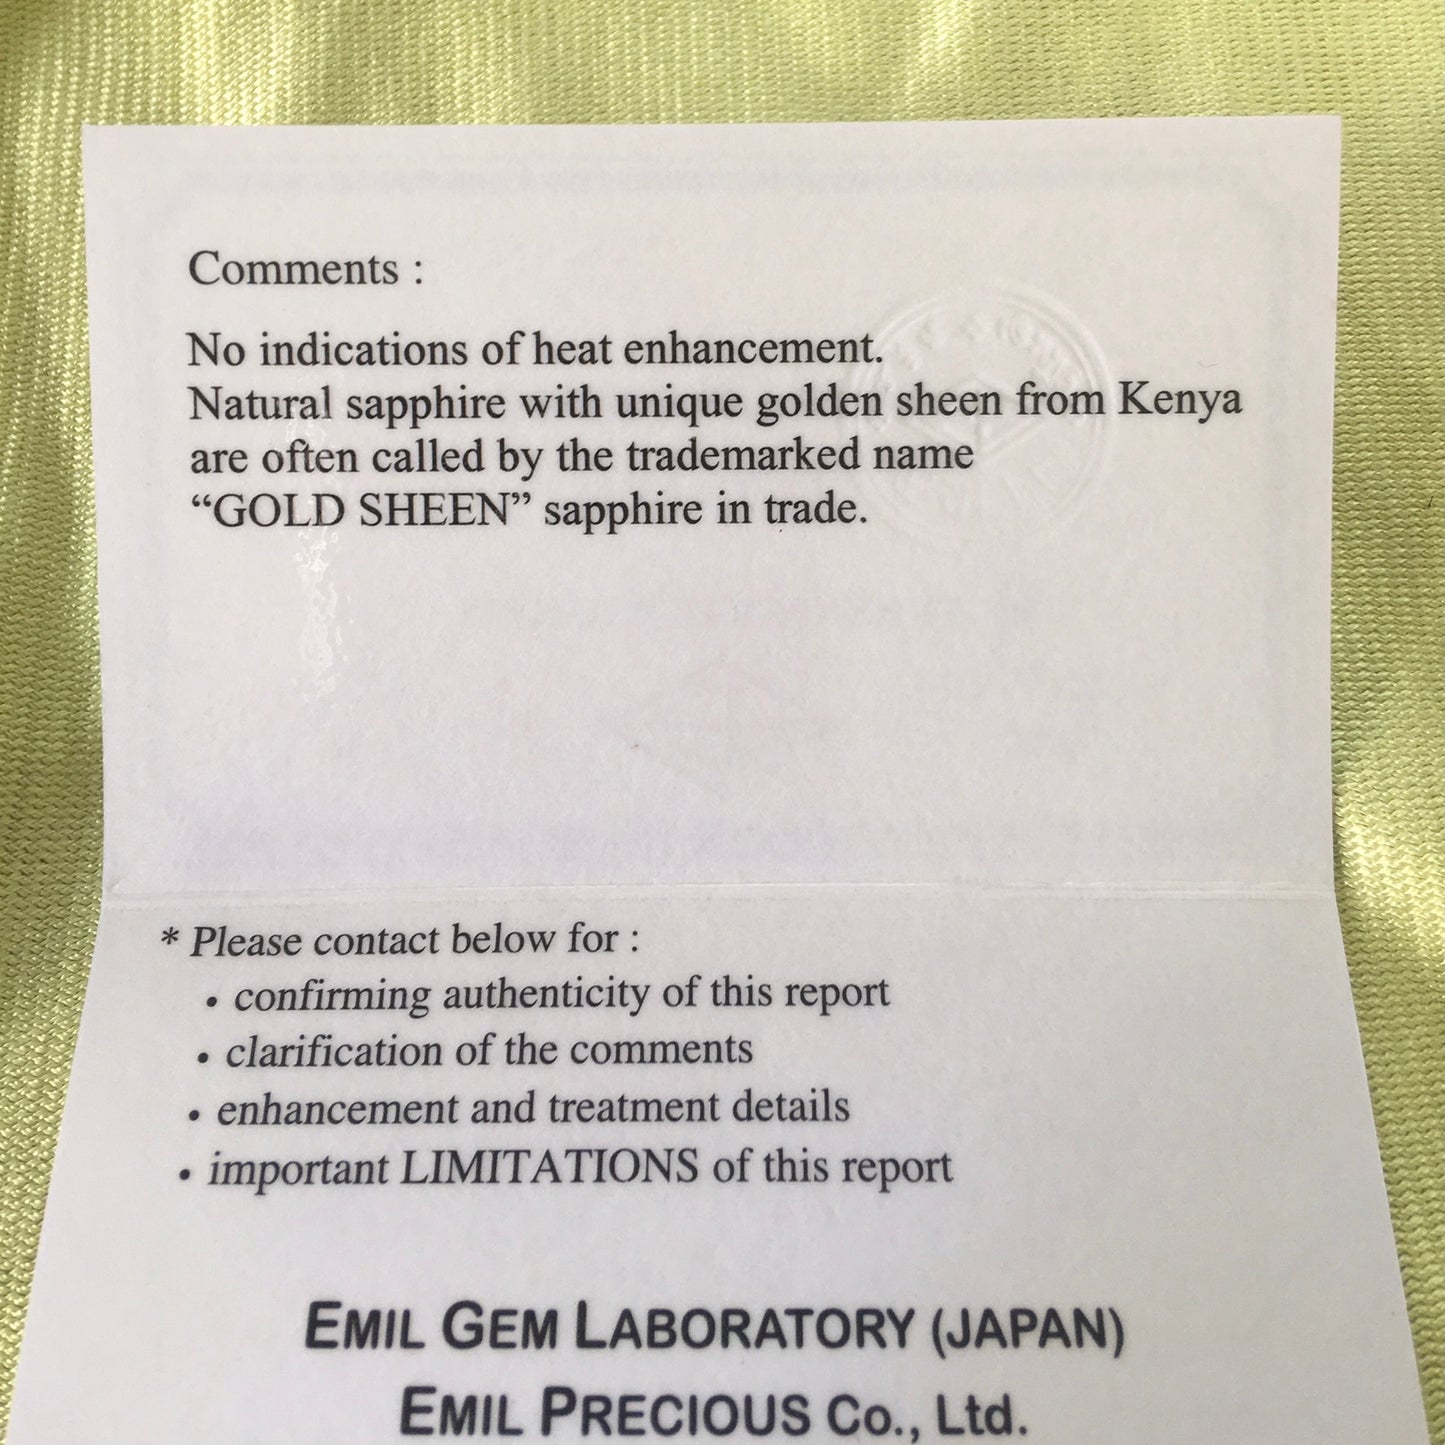 Comments :
No indications of heat enhancement.
Natural sapphire with unique golden sheen from Kenya
are often called by the trademarked name
“GOLD SHEEN” sapphire in trade.
* Please contact below for :
• confirming authenticity of this report
• clarification of the comments
• enhancement and treatment details
• important LIMITATIONS of this report
EMIL GEM LABORATORY (JAPAN)
EMIL PRECIOUS Co., Ltd.